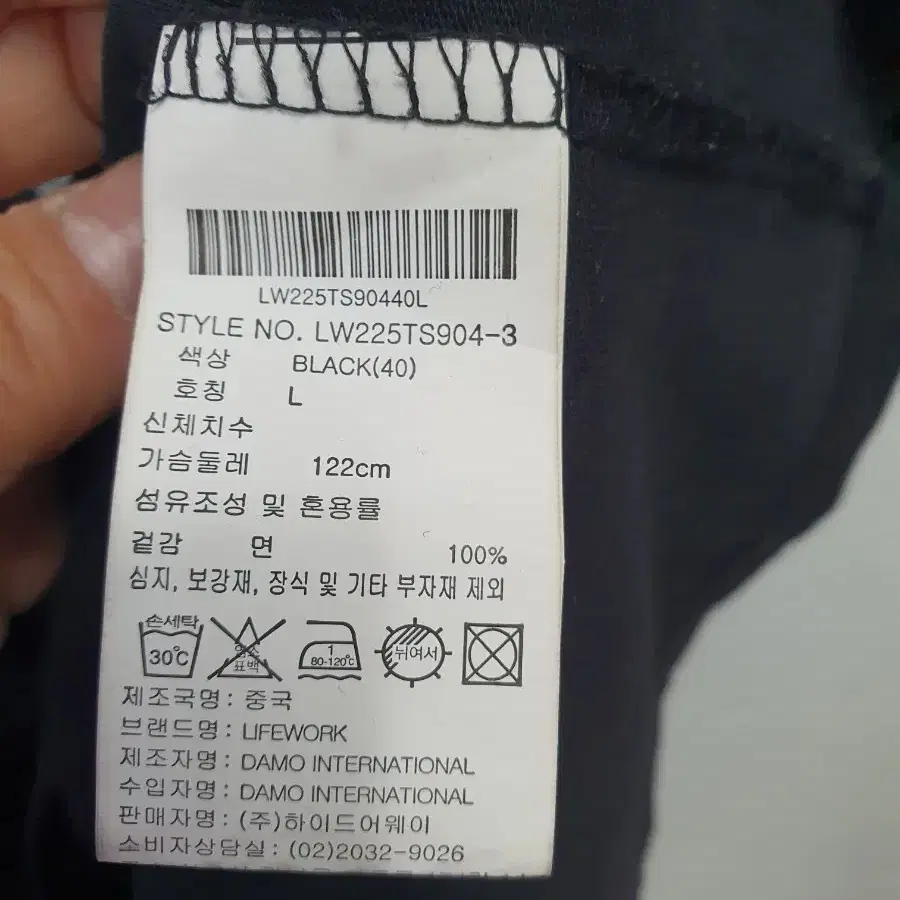 LW225TS90440L
STYLE NO. LW225TS904-3
색상 BLACK(40)
호칭 L
신체치수
가슴둘레 122cm
섬유조성 및 혼용률
겉감 면 100%
심지, 보강재, 장식 및 기타 부자재 제외
손세탁
30℃
염소
표백
1
80-120℃
뉘여서
제조국명 : 중국
브랜드명 : LIFEWORK
제조자명 : DAMO INTERNATIONAL
수입자명 : DAMO INTERNATIONAL
판매자명 : (주)하이드어웨이
소비자상담실 : (02)2032-9026